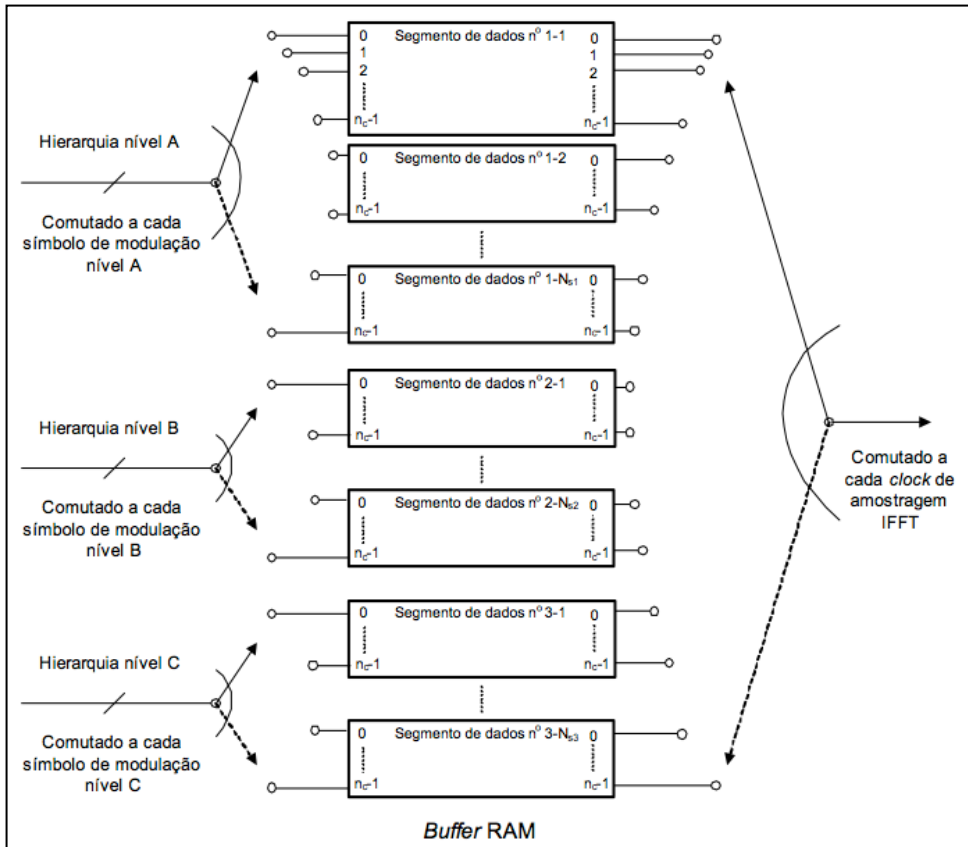 Hierarquia nível A
Comutado a cada
símbolo de modulação
nível A
Segmento de dados nº 1-1
0
1
2
nc-1
0
1
2
nc-1
Segmento de dados nº 1-2
0
nc-1
0
nc-1
Segmento de dados nº 1-Ns1
0
nc-1
0
nc-1
Hierarquia nível B
Comutado a cada
símbolo de modulação
nível B
Segmento de dados nº 2-1
0
nc-1
0
nc-1
Segmento de dados nº 2-Ns2
0
nc-1
0
nc-1
Hierarquia nível C
Comutado a cada
símbolo de modulação
nível C
Segmento de dados nº 3-1
0
nc-1
0
nc-1
Segmento de dados nº 3-Ns3
0
nc-1
0
nc-1
Comutado a
cada clock de
amostragem
IFFT
Buffer RAM